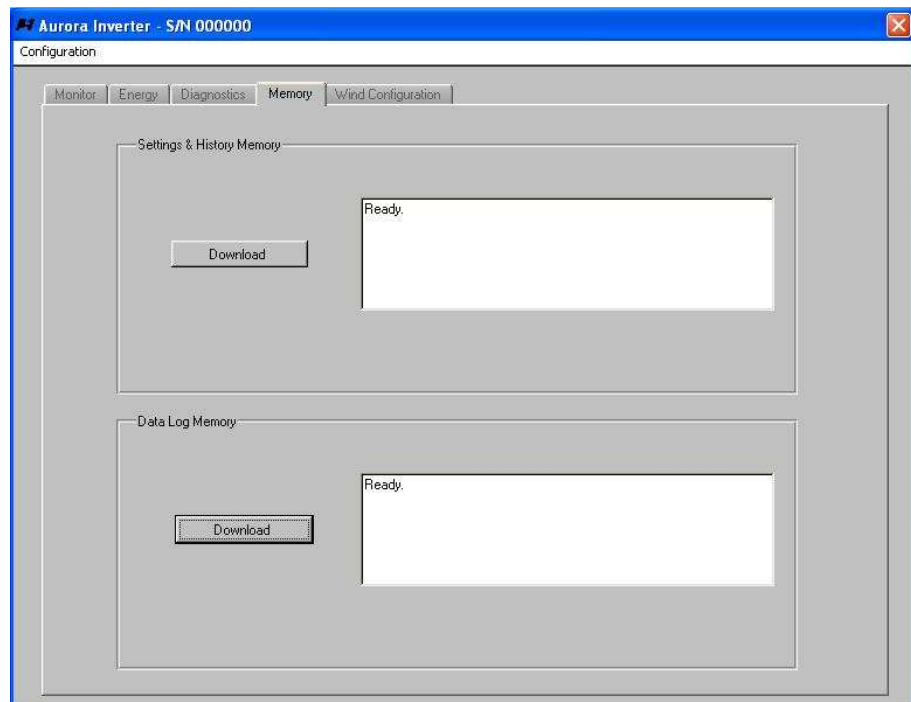 Aurora Inverter - S/N 000000
Configuration
Monitor Energy Diagnostics Memory Wind Configuration
Settings & History Memory
Ready.
Download
Data Log Memory
Ready.
Download